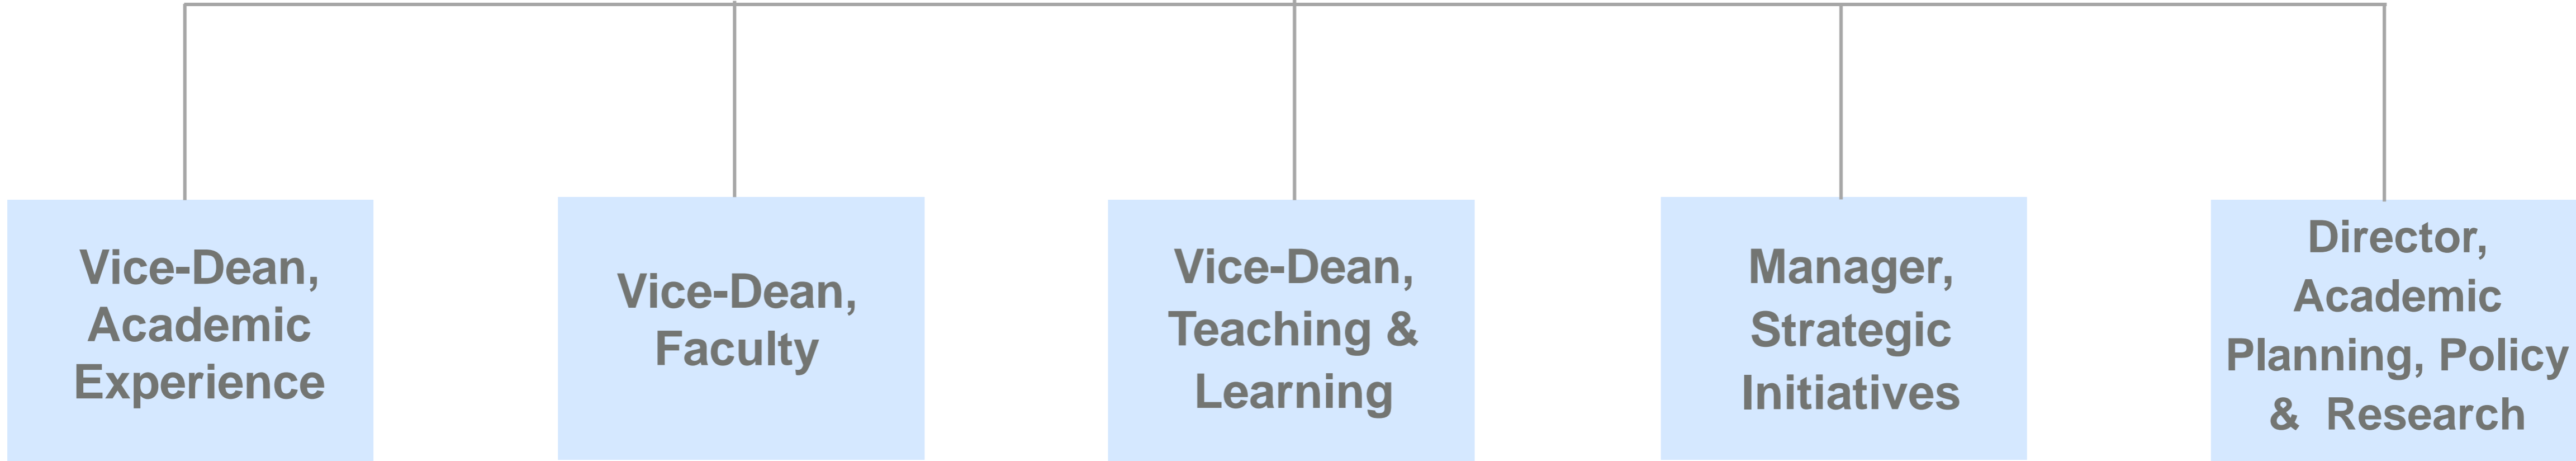 Vice-Dean,
Academic
Experience
Vice-Dean,
Faculty
Vice-Dean,
Teaching &
Learning
Manager,
Strategic
Initiatives
Director,
Academic
Planning, Policy
& Research